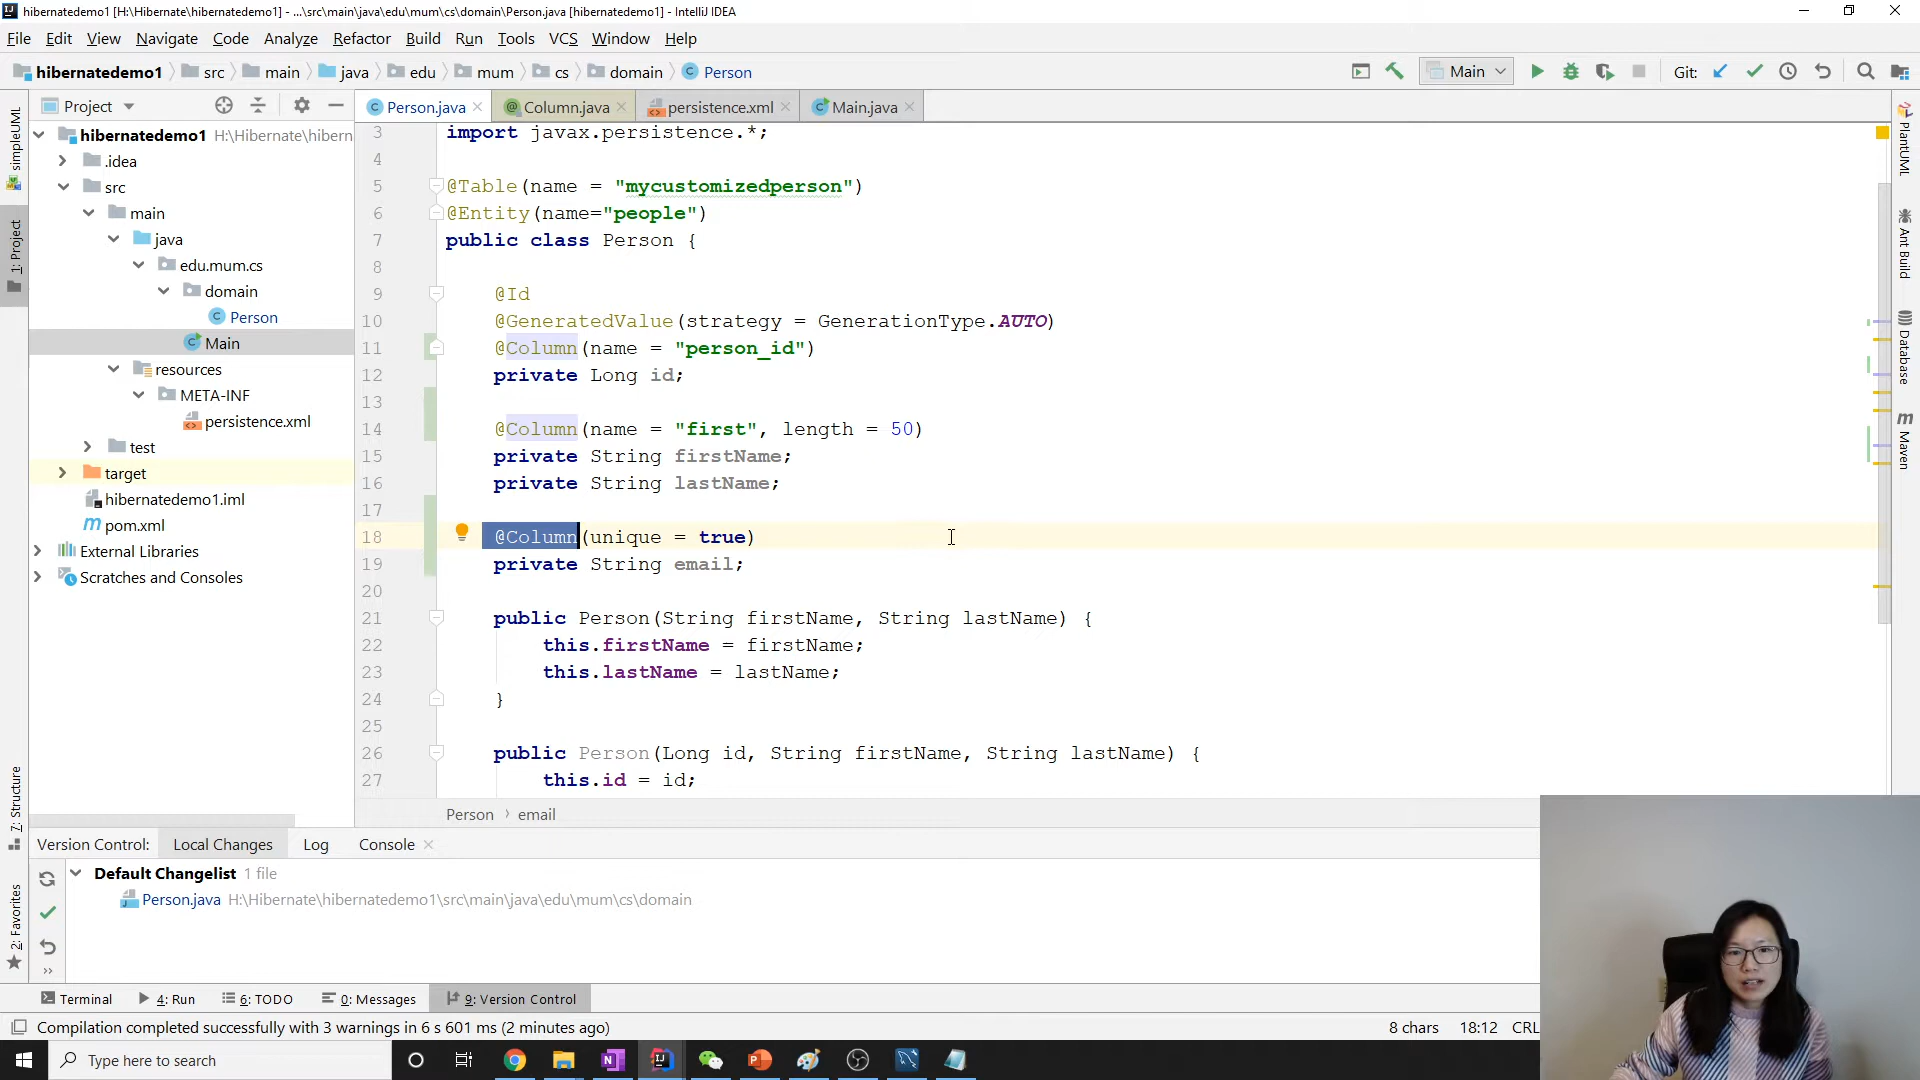 hibernatedemo1 [H:\Hibernate\hibernatedemo1] - ...\src\main\java\edu\mum\cs\domain\Person.java [hibernatedemo1] - IntelliJ IDEA
File Edit View Navigate Code Analyze Refactor Build Run Tools VCS Window Help
hibernatedemo1 src main java edu mum cs domain Person Main Git:
Project Person.java Column.java persistence.xml Main.java
simpleUML
1: Project
7: Structure
2: Favorites
hibernatedemo1 H:\Hibernate\hibern
.idea
src
main
java
edu.mum.cs
domain
Person
Main
resources
META-INF
persistence.xml
test
target
hibernatedemo1.iml
pom.xml
External Libraries
Scratches and Consoles
3 import javax.persistence.*;
4
5 @Table(name = "mycustomizedperson")
6 @Entity(name="people")
7 public class Person {
8
9 @Id
10 @GeneratedValue(strategy = GenerationType.AUTO)
11 @Column(name = "person_id")
12 private Long id;
13
14 @Column(name = "first", length = 50)
15 private String firstName;
16 private String lastName;
17
18 @Column(unique = true)
19 private String email;
20
21 public Person(String firstName, String lastName) {
22 this.firstName = firstName;
23 this.lastName = lastName;
24 }
25
26 public Person(Long id, String firstName, String lastName) {
27 this.id = id;
Person › email
PlantUML
Ant Build
Database
Maven
Version Control: Local Changes Log Console
Default Changelist 1 file
Person.java H:\Hibernate\hibernatedemo1\src\main\java\edu\mum\cs\domain
Terminal 4: Run 6: TODO 0: Messages 9: Version Control
Compilation completed successfully with 3 warnings in 6 s 601 ms (2 minutes ago) 8 chars 18:12 CRL
Type here to search